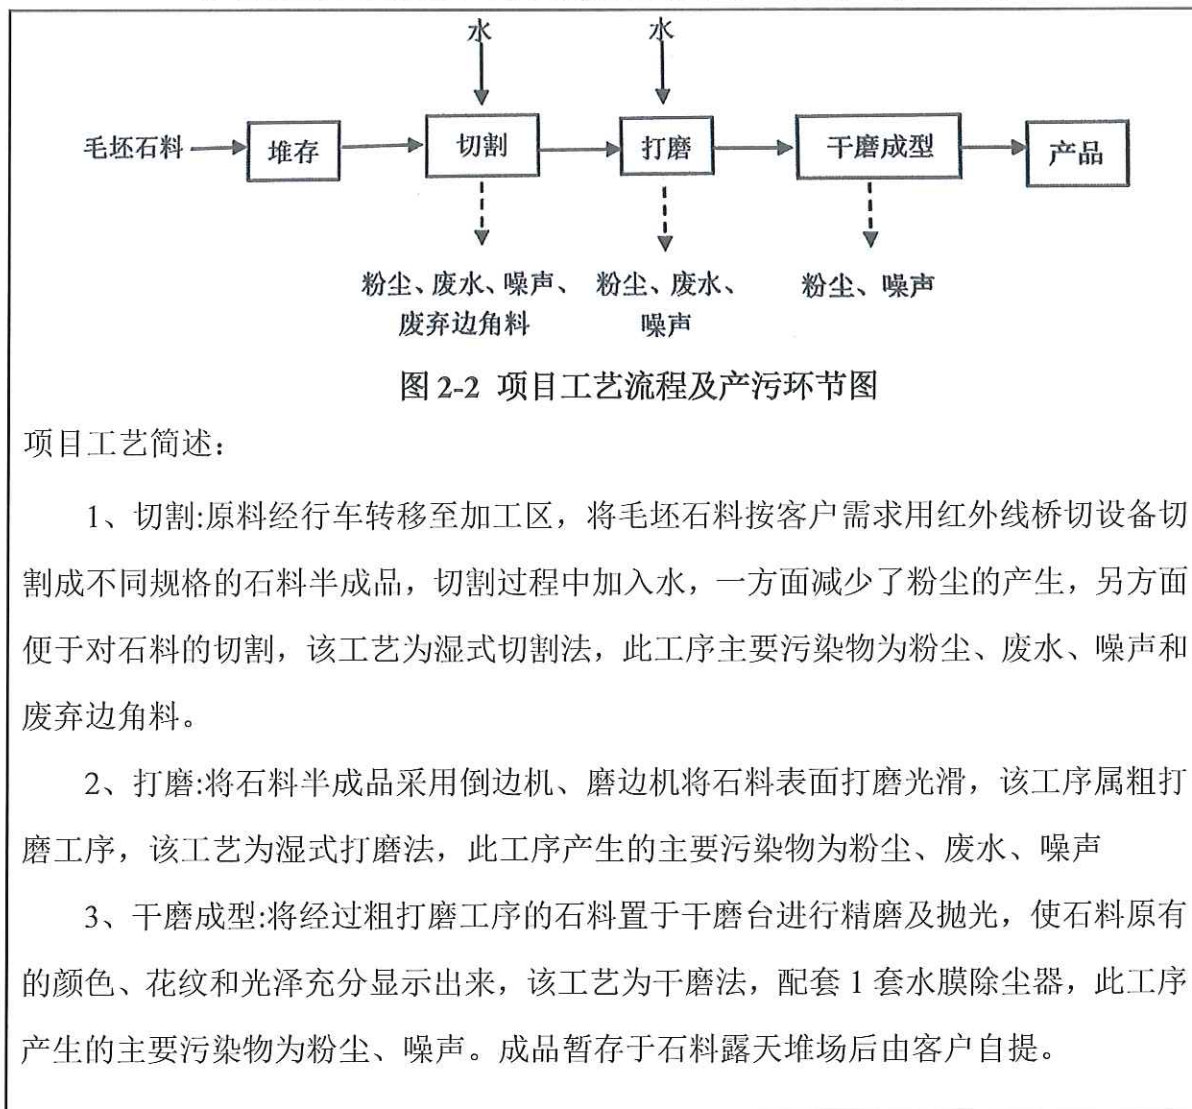 水 水
毛坯石料 堆存 切割 打磨 干磨成型 产品
粉尘、废水、噪声、 粉尘、废水、 粉尘、噪声
废弃边角料 噪声
图 2-2 项目工艺流程及产污环节图
项目工艺简述：
1、切割:原料经行车转移至加工区，将毛坯石料按客户需求用红外线桥切设备切
割成不同规格的石料半成品，切割过程中加入水，一方面减少了粉尘的产生，另方面
便于对石料的切割，该工艺为湿式切割法，此工序主要污染物为粉尘、废水、噪声和
废弃边角料。
2、打磨:将石料半成品采用倒边机、磨边机将石料表面打磨光滑，该工序属粗打
磨工序，该工艺为湿式打磨法，此工序产生的主要污染物为粉尘、废水、噪声
3、干磨成型:将经过粗打磨工序的石料置于干磨台进行精磨及抛光，使石料原有
的颜色、花纹和光泽充分显示出来，该工艺为干磨法，配套 1 套水膜除尘器，此工序
产生的主要污染物为粉尘、噪声。成品暂存于石料露天堆场后由客户自提。